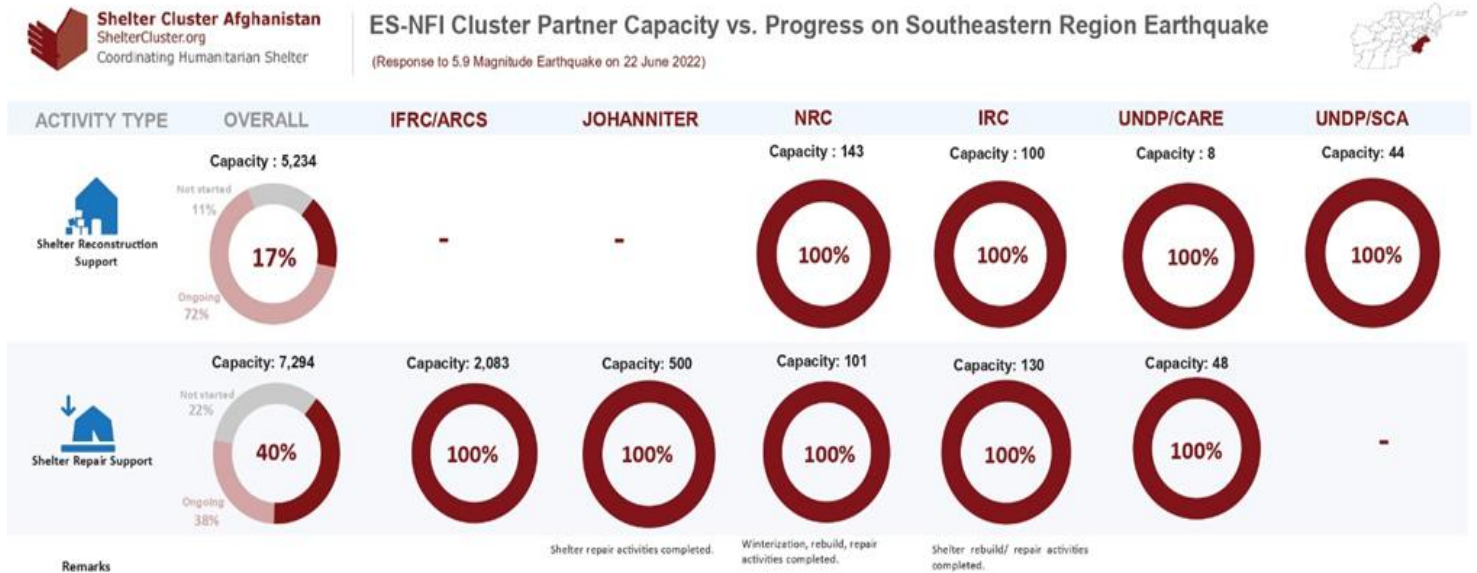 Shelter Cluster Afghanistan
ShelterCluster.org
Coordinating Humanitarian Shelter
ES-NFI Cluster Partner Capacity vs. Progress on Southeastern Region Earthquake
(Response to 5.9 Magnitude Earthquake on 22 June 2022)
ACTIVITY TYPE OVERALL IFRC/ARCS JOHANNITER NRC IRC UNDP/CARE UNDP/SCA
Capacity : 5,234 Capacity : 143 Capacity : 100 Capacity : 8 Capacity: 44
Not started
11%
Shelter Reconstruction
Support
17% - - 100% 100% 100% 100%
Ongoing
72%
Capacity: 7,294 Capacity: 2,083 Capacity: 500 Capacity: 101 Capacity: 130 Capacity: 48
Not started
22%
Shelter Repair Support
40% 100% 100% 100% 100% 100% -
Ongoing
38%
Remarks
Shelter repair activities completed.
Winterization, rebuild, repair
activities completed.
Shelter rebuild/ repair activities
completed.